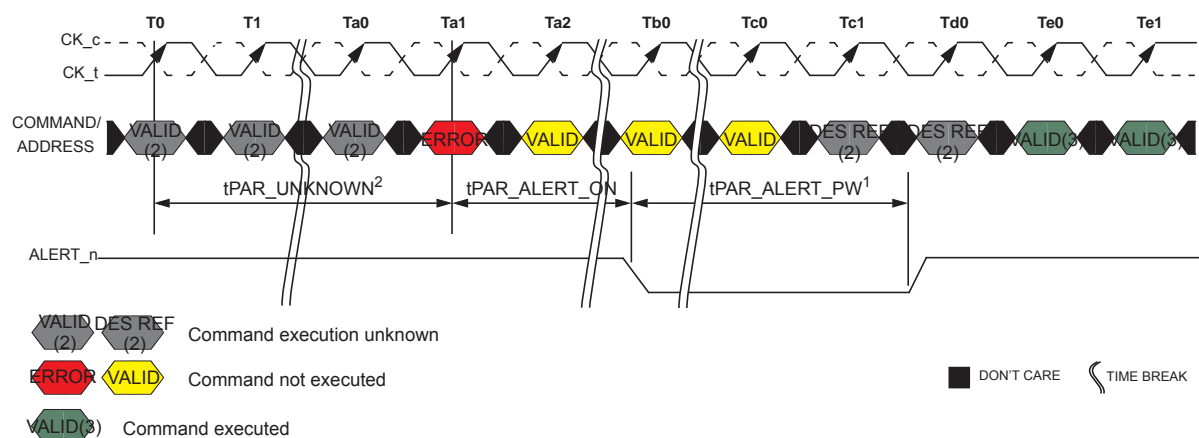 T0 T1 Ta0 Ta1 Ta2 Tb0 Tc0 Tc1 Td0 Te0 Te1
CK_c
CK_t
COMMAND/
ADDRESS
VALID
(2)
VALID
(2)
VALID
(2)
ERROR
VALID
VALID
VALID
DES REF
(2)
DES REF
(2)
VALID(3)
VALID(3)
tPAR_UNKNOWN2 tPAR_ALERT_ON tPAR_ALERT_PW1
ALERT_n
VALID
(2)
DES REF
(2)
Command execution unknown
ERROR VALID Command not executed
DON'T CARE TIME BREAK
VALID(3) Command executed